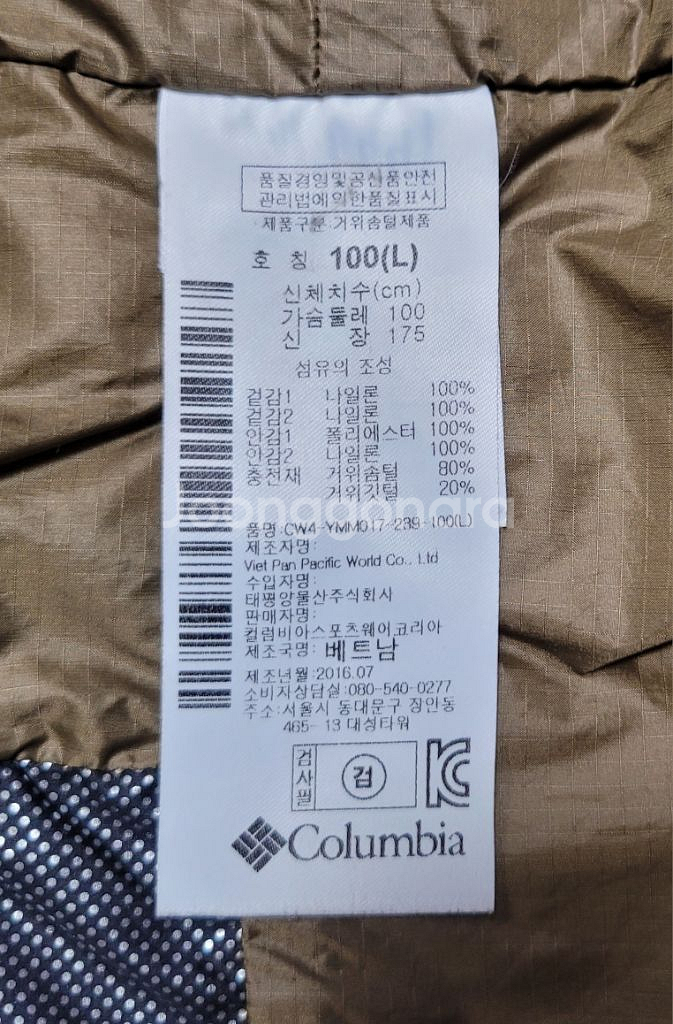 품질경영및공산품안전
관리법에의한품질표시
제품구분:거위솜털제품
호 칭 100(L)
신체치수(cm)
가슴둘레 100
신 장 175
섬유의 조성
겉감1 나일론 100%
겉감2 나일론 100%
안감1 폴리에스터 100%
안감2 나일론 100%
충전재 거위솜털 80%
거위깃털 20%
Joonggonara
품명:CW4-YMM017-239-100(L)
제조자명:
Viet Pan Pacific World Co., Ltd
수입자명:
태평양물산주식회사
판매자명:
컬럼비아스포츠웨어코리아
제조국명: 베트남
제조년월:2016.07
소비자상담실:080-540-0277
주소:서울시 동대문구 장안동
465-13 대성타워
검사필
검
KC
Columbia